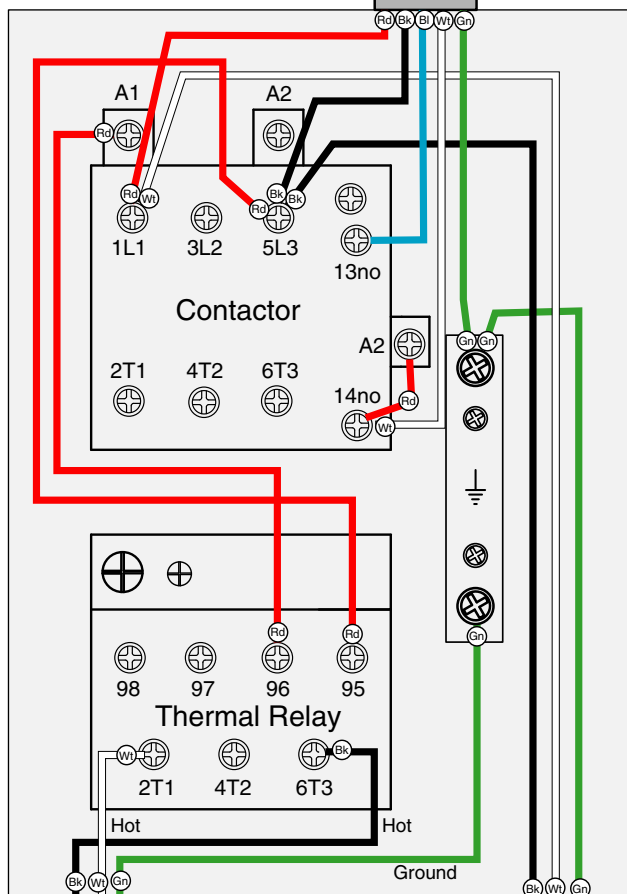 Rd Bk Bl Wt Gn
A1 A2
Rd
Rd Wt Rd Bk Bk
1L1 3L2 5L3
13no
Contactor
A2
Gn Gn
2T1 4T2 6T3
14no
Rd
Wt
Rd Rd
Gn
98 97 96 95
Thermal Relay
Wt Bk
2T1 4T2 6T3
Hot Hot
Ground
Bk Wt Gn Bk Wt Gn